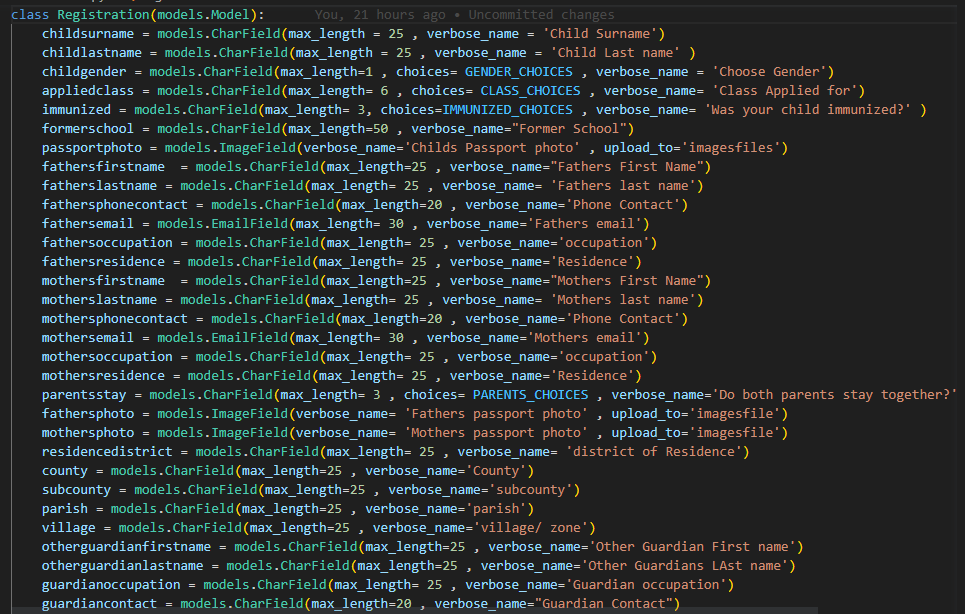 class Registration(models.Model): You, 21 hours ago • Uncommitted changes
childsurname = models.CharField(max_length = 25 , verbose_name = 'Child Surname')
childlastname = models.CharField(max_length = 25 , verbose_name = 'Child Last name' )
childgender = models.CharField(max_length=1 , choices= GENDER_CHOICES , verbose_name = 'Choose Gender')
appliedclass = models.CharField(max_length= 6 , choices= CLASS_CHOICES , verbose_name= 'Class Applied for')
immunized = models.CharField(max_length= 3, choices=IMMUNIZED_CHOICES , verbose_name= 'Was your child immunized?' )
formerschool = models.CharField(max_length=50 , verbose_name="Former School")
passportphoto = models.ImageField(verbose_name='Childs Passport photo' , upload_to='imagesfiles')
fathersfirstname  = models.CharField(max_length=25 , verbose_name="Fathers First Name")
fatherslastname = models.CharField(max_length= 25 , verbose_name= 'Fathers last name')
fathersphonecontact = models.CharField(max_length=20 , verbose_name='Phone Contact')
fathersemail = models.EmailField(max_length= 30 , verbose_name='Fathers email')
fathersoccupation = models.CharField(max_length= 25 , verbose_name='occupation')
fathersresidence = models.CharField(max_length= 25 , verbose_name='Residence')
mothersfirstname  = models.CharField(max_length=25 , verbose_name="Mothers First Name")
motherslastname = models.CharField(max_length= 25 , verbose_name= 'Mothers last name')
mothersphonecontact = models.CharField(max_length=20 , verbose_name='Phone Contact')
mothersemail = models.EmailField(max_length= 30 , verbose_name='Mothers email')
mothersoccupation = models.CharField(max_length= 25 , verbose_name='occupation')
mothersresidence = models.CharField(max_length= 25 , verbose_name='Residence')
parentsstay = models.CharField(max_length= 3 , choices= PARENTS_CHOICES , verbose_name='Do both parents stay together?'
fathersphoto = models.ImageField(verbose_name= 'Fathers passport photo' , upload_to='imagesfile')
mothersphoto = models.ImageField(verbose_name= 'Mothers passport photo' , upload_to='imagesfile')
residencedistrict = models.CharField(max_length= 25 , verbose_name= 'district of Residence')
county = models.CharField(max_length=25 , verbose_name='County')
subcounty = models.CharField(max_length=25 , verbose_name='subcounty')
parish = models.CharField(max_length=25 , verbose_name='parish')
village = models.CharField(max_length=25 , verbose_name='village/ zone')
otherguardianfirstname = models.CharField(max_length=25 , verbose_name='Other Guardian First name')
otherguardianlastname = models.CharField(max_length=25 , verbose_name='Other Guardians LAst name')
guardianoccupation = models.CharField(max_length= 25 , verbose_name='Guardian occupation')
guardiancontact = models.CharField(max_length=20 , verbose_name="Guardian Contact")